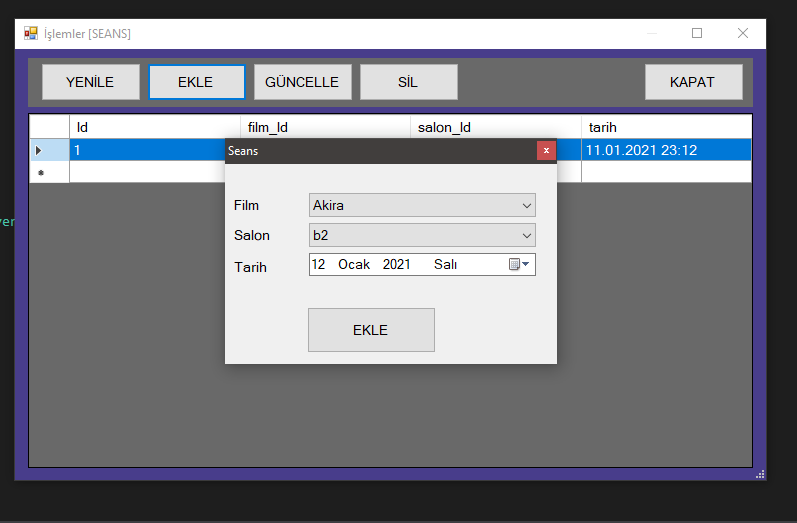 İşlemler [SEANS]
YENİLE EKLE GÜNCELLE SİL KAPAT
Id film_Id salon_Id tarih
1 11.01.2021 23:12
Seans x
Film Akira
Salon b2
Tarih 12 Ocak 2021 Salı
EKLE